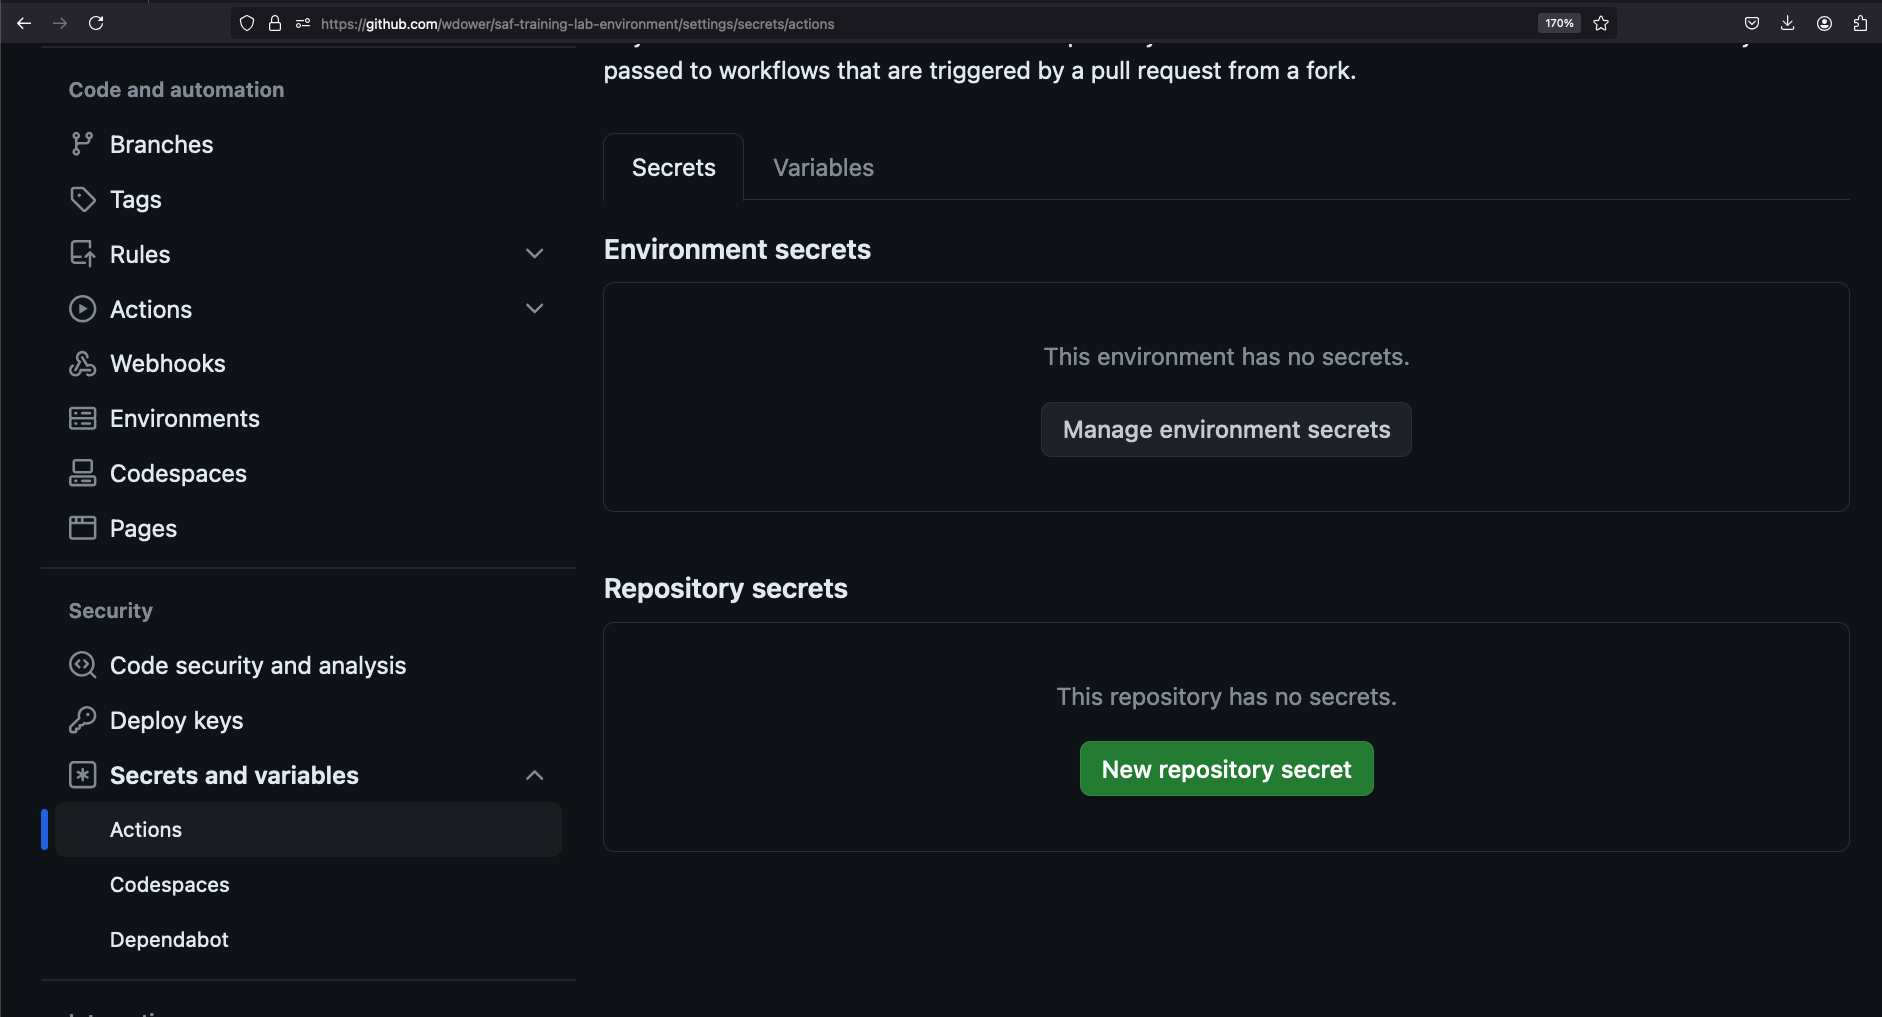 https://github.com/wdower/saf-training-lab-environment/settings/secrets/actions
170%
Code and automation
Branches
Tags
Rules
Actions
Webhooks
Environments
Codespaces
Pages
Security
Code security and analysis
Deploy keys
Secrets and variables
Actions
Codespaces
Dependabot
passed to workflows that are triggered by a pull request from a fork.
Secrets
Variables
Environment secrets
This environment has no secrets.
Manage environment secrets
Repository secrets
This repository has no secrets.
New repository secret